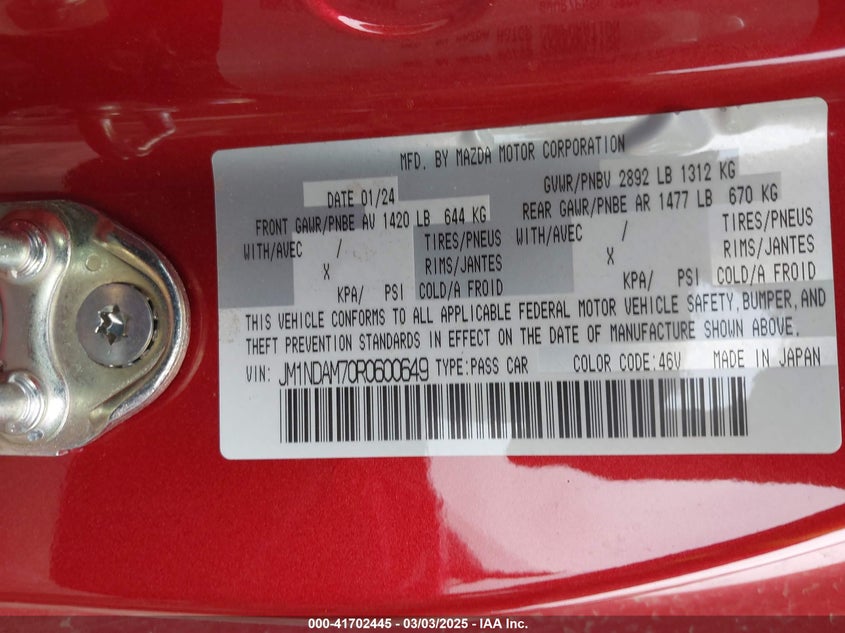 MFD. BY MAZDA MOTOR CORPORATION
DATE 01/24 GVWR/PNBV 2892 LB 1312 KG
FRONT GAWR/PNBE AV 1420 LB 644 KG REAR GAWR/PNBE AR 1477 LB 670 KG
WITH/AVEC / TIRES/PNEUS WITH/AVEC / TIRES/PNEUS
X RIMS/JANTES X RIMS/JANTES
KPA/ PSI COLD/A FROID KPA/ PSI COLD/A FROID
THIS VEHICLE CONFORMS TO ALL APPLICABLE FEDERAL MOTOR VEHICLE SAFETY, BUMPER, AND
THEFT PREVENTION STANDARDS IN EFFECT ON THE DATE OF MANUFACTURE SHOWN ABOVE.
VIN: JM1NDAM70R0600649 TYPE:PASS CAR COLOR CODE:46V MADE IN JAPAN
000-41702445 - 03/03/2025 - IAA Inc.